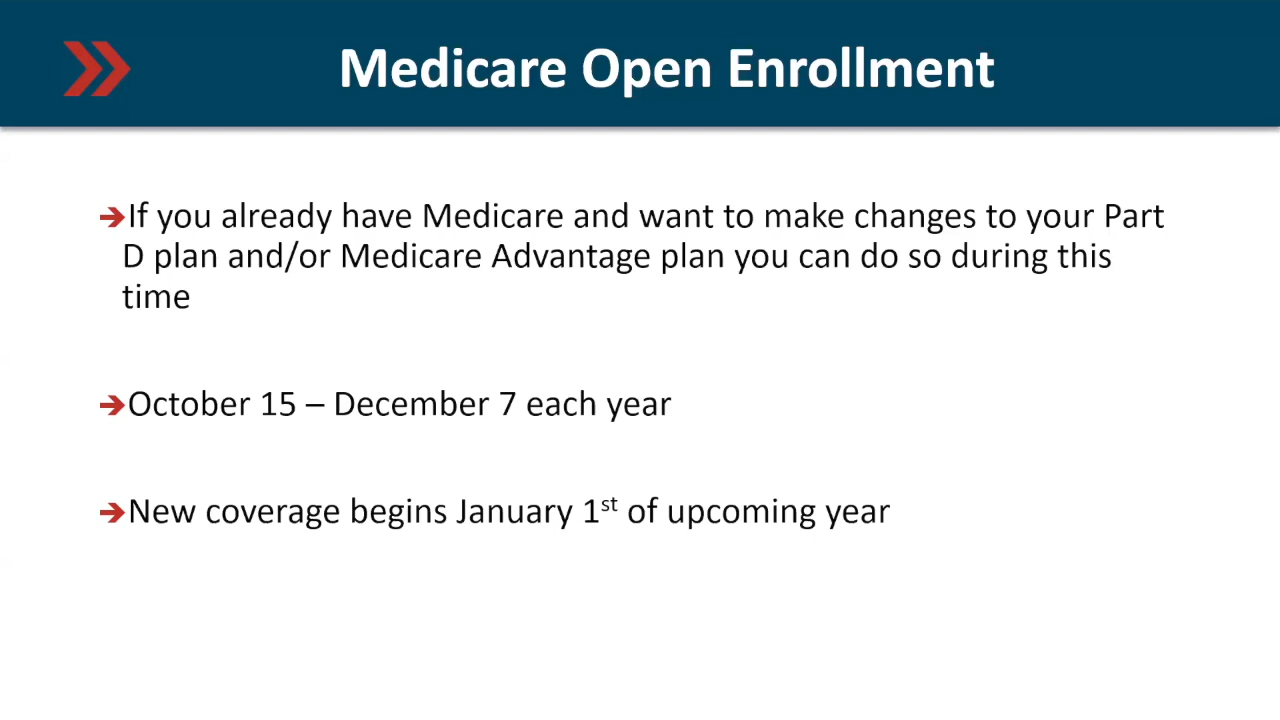 Medicare Open Enrollment
➔If you already have Medicare and want to make changes to your Part
D plan and/or Medicare Advantage plan you can do so during this
time
➔October 15 – December 7 each year
➔New coverage begins January 1st of upcoming year